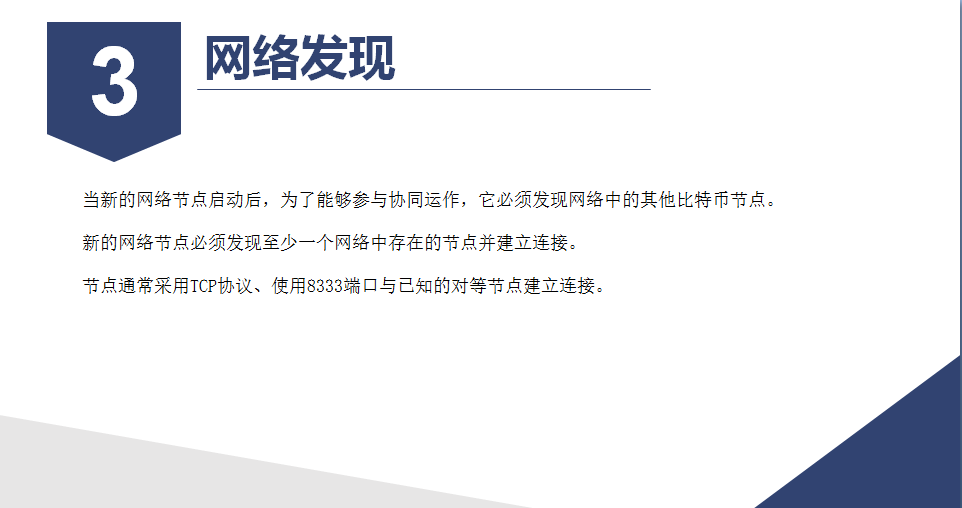 3
网络发现
当新的网络节点启动后，为了能够参与协同运作，它必须发现网络中的其他比特币节点。
新的网络节点必须发现至少一个网络中存在的节点并建立连接。
节点通常采用TCP协议、使用8333端口与已知的对等节点建立连接。